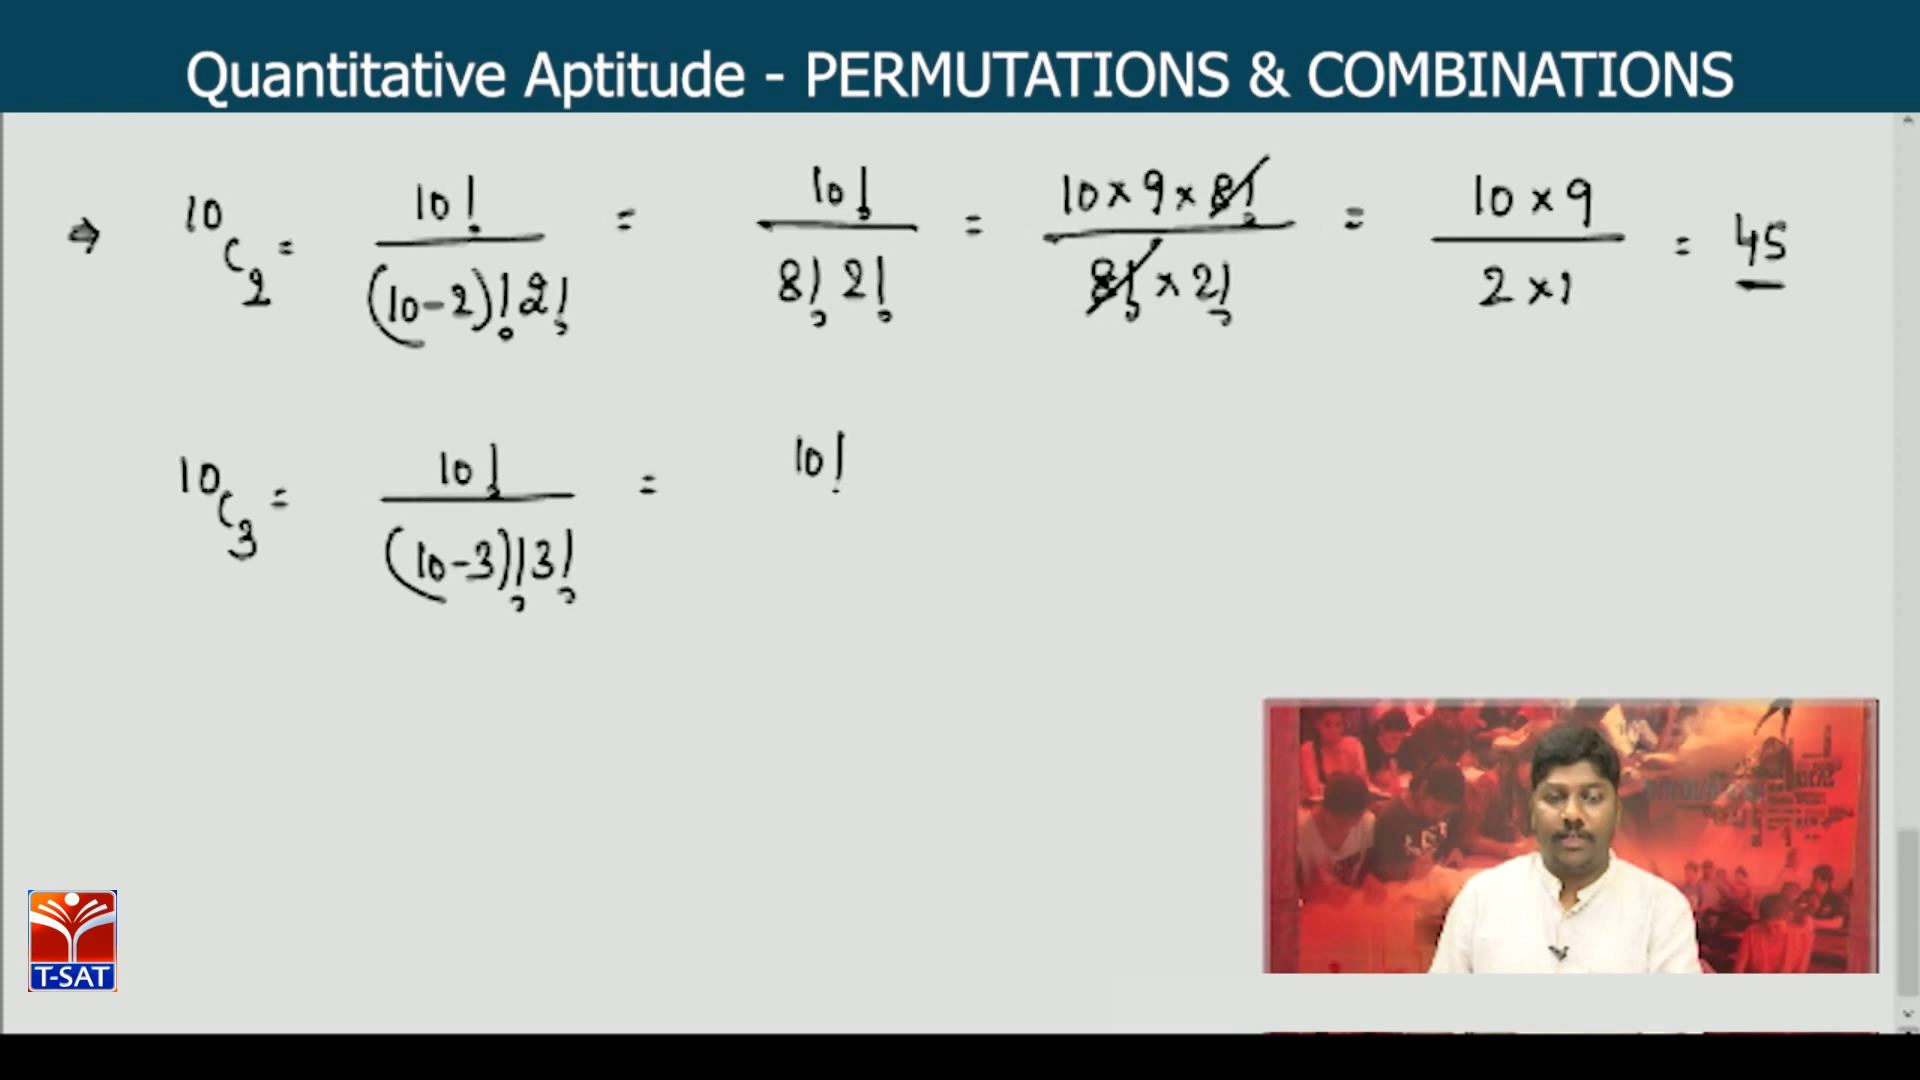 Quantitative Aptitude - PERMUTATIONS & COMBINATIONS
⇒ ¹⁰C₂ = 10! / (10-2)! 2! = 10! / 8! 2! = 10 × 9 × 8! / 8! × 2! = 10 × 9 / 2 × 1 = 45
¹⁰C₃ = 10! / (10-3)! 3! = 10!
T-SAT